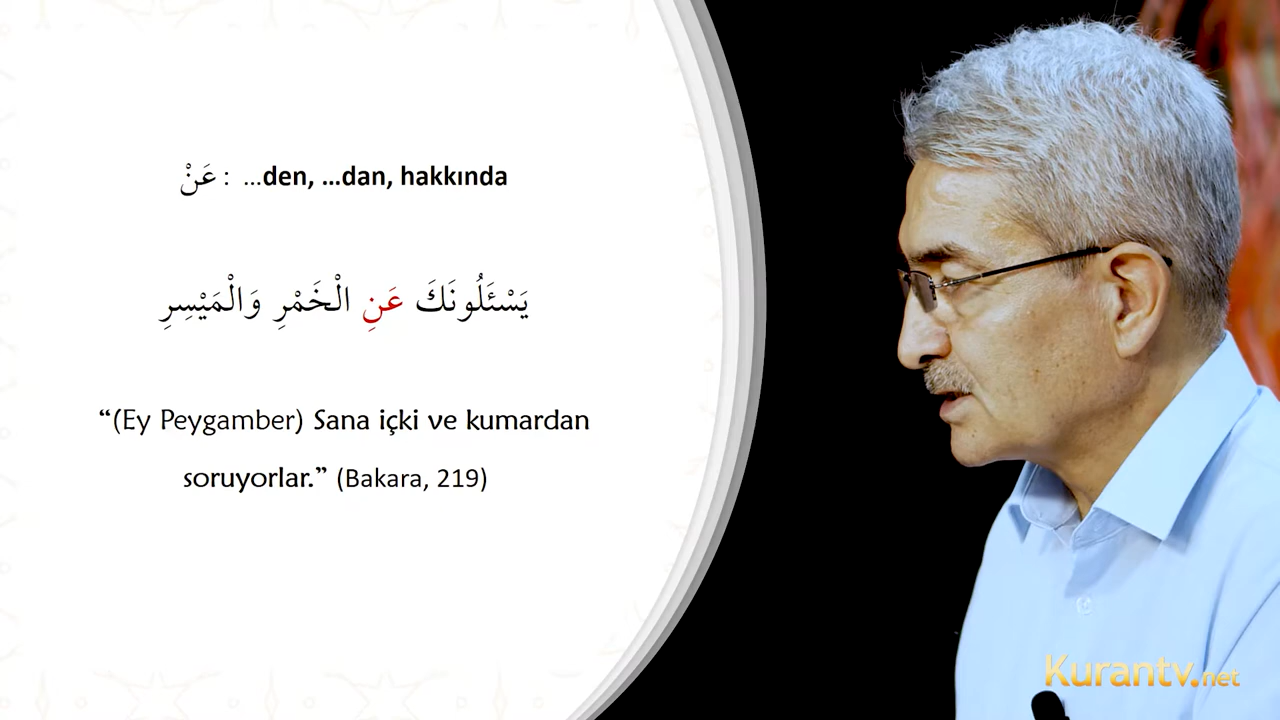 عَنْ : ...den, ...dan, hakkında
يَسْـَٔلُونَكَ عَنِ الْخَمْرِ وَالْمَيْسِرِ
“(Ey Peygamber) Sana içki ve kumardan
soruyorlar.” (Bakara, 219)
Kurantv.net